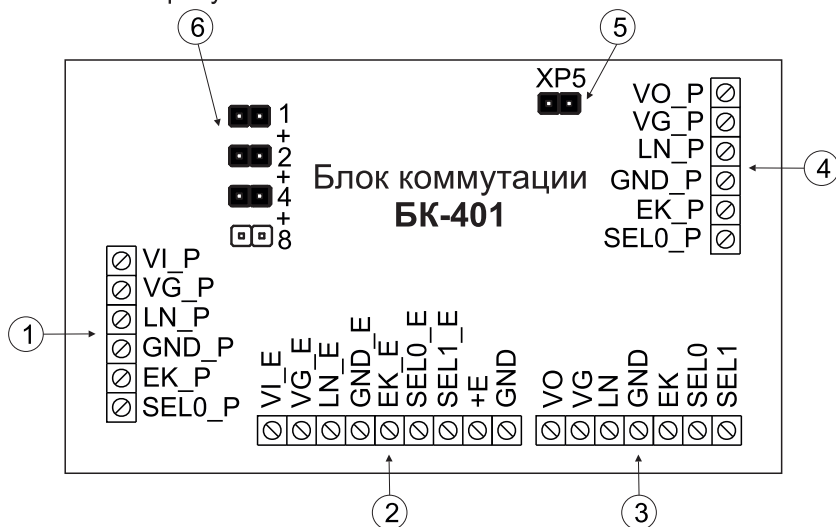 6
5
XP5
1
+
2
+
4
+
8
Блок коммутации
БК-401
VO_P
VG_P
LN_P
GND_P
EK_P
SEL0_P
4
VI_P
VG_P
LN_P
GND_P
EK_P
SEL0_P
1
VI_E
VG_E
LN_E
GND_E
EK_E
SEL0_E
SEL1_E
+E
GND
VO
VG
LN
GND
EK
SEL0
SEL1
2
3